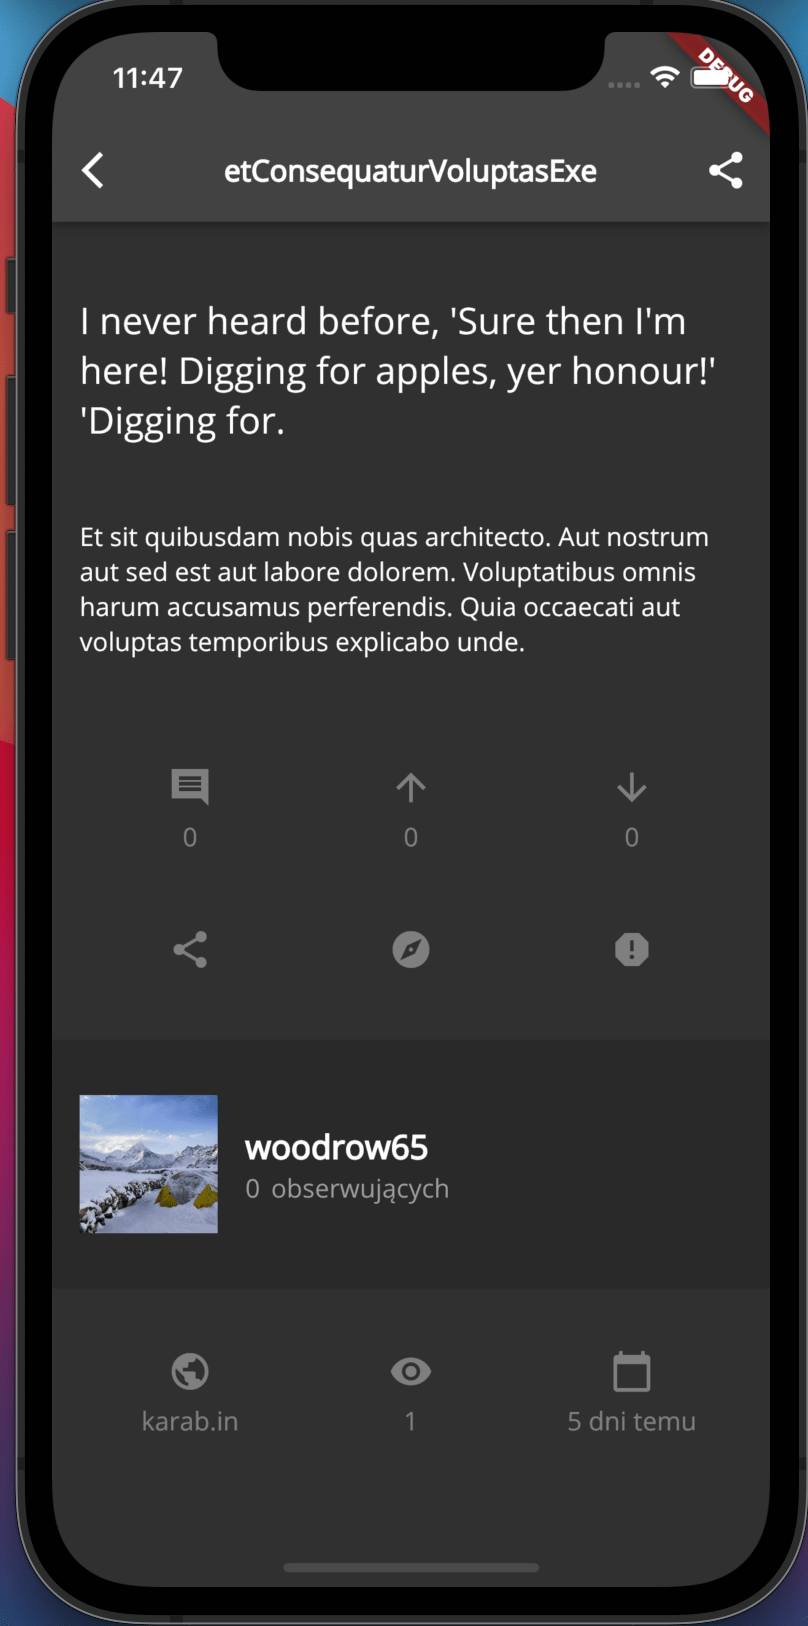 11:47
DEBUG
etConsequaturVoluptasExe
I never heard before, 'Sure then I'm
here! Digging for apples, yer honour!'
'Digging for.
Et sit quibusdam nobis quas architecto. Aut nostrum
aut sed est aut labore dolorem. Voluptatibus omnis
harum accusamus perferendis. Quia occaecati aut
voluptas temporibus explicabo unde.
0 0 0
woodrow65
0 obserwujących
karab.in 1 5 dni temu